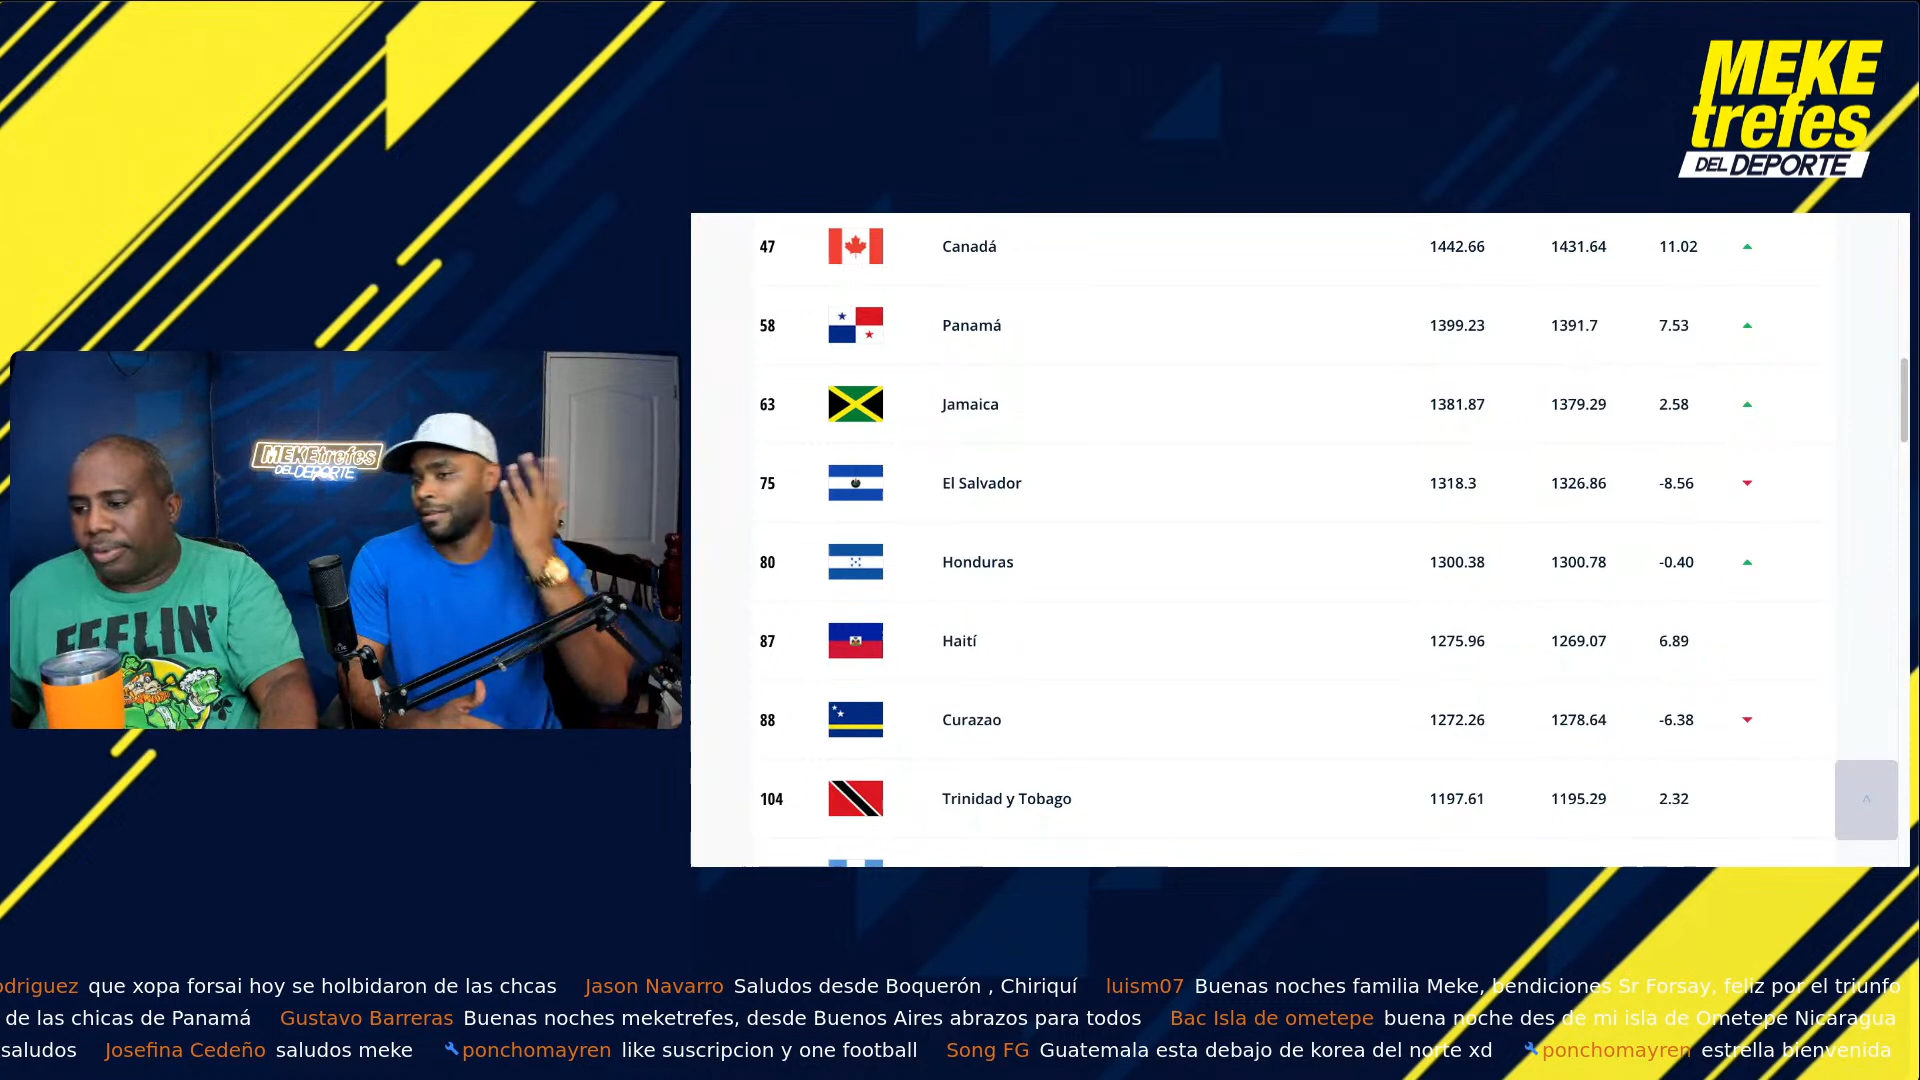 MEKE
trefes
DEL DEPORTE
47 Canadá 1442.66 1431.64 11.02
58 Panamá 1399.23 1391.7 7.53
63 Jamaica 1381.87 1379.29 2.58
75 El Salvador 1318.3 1326.86 -8.56
80 Honduras 1300.38 1300.78 -0.40
87 Haití 1275.96 1269.07 6.89
88 Curazao 1272.26 1278.64 -6.38
104 Trinidad y Tobago 1197.61 1195.29 2.32
MEKEtrefes
DEL DEPORTE
FEELIN'
odriguez que xopa forsai hoy se holbidaron de las chcas Jason Navarro Saludos desde Boquerón , Chiriquí luism07 Buenas noches familia Meke, bendiciones Sr Forsay, feliz por el triunfo
de las chicas de Panamá Gustavo Barreras Buenas noches meketrefes, desde Buenos Aires abrazos para todos Bac Isla de ometepe buena noche des de mi isla de Ometepe Nicaragua
saludos Josefina Cedeño saludos meke ponchomayren like suscripcion y one football Song FG Guatemala esta debajo de korea del norte xd ponchomayren estrella bienvenida